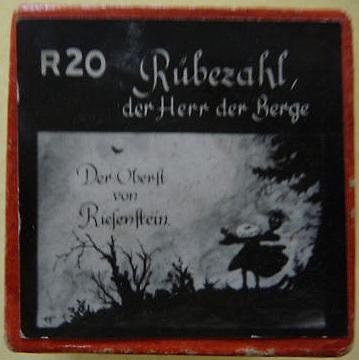 R20 Rübezahl,
der Herr der Berge
Der Oberst
von
Riesenstein.